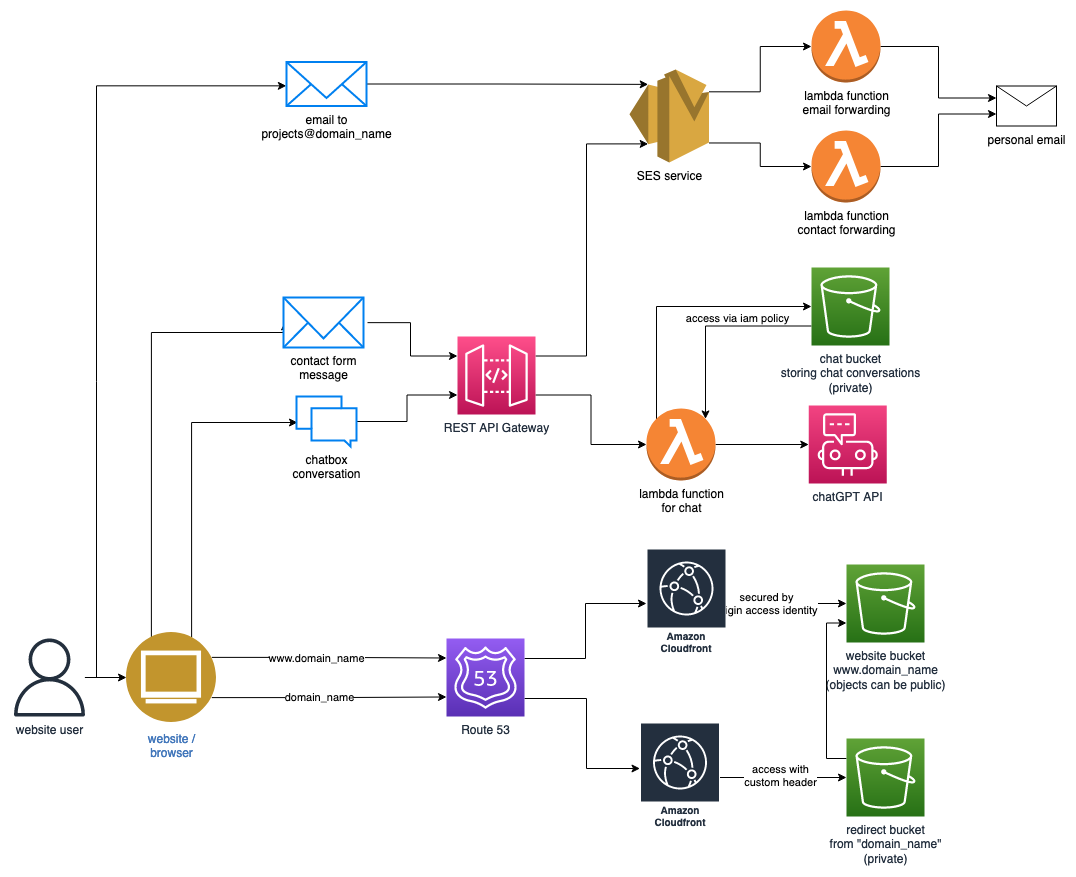 email to
projects@domain_name
SES service
lambda function
email forwarding
personal email
lambda function
contact forwarding
contact form
message
</>
REST API Gateway
chatbox
conversation
access via iam policy
chat bucket
storing chat conversations
(private)
lambda function
for chat
chatGPT API
website user
website /
browser
www.domain_name
domain_name
53
Route 53
Amazon
Cloudfront
secured by
igin access identity
website bucket
www.domain_name
(objects can be public)
Amazon
Cloudfront
access with
custom header
redirect bucket
from "domain_name"
(private)